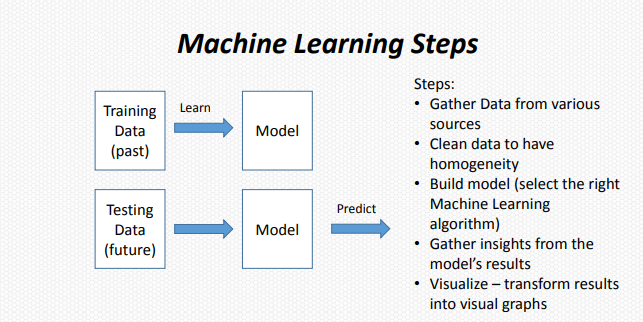 Machine Learning Steps
Training
Data
(past)
Learn
Model
Testing
Data
(future)
Model
Predict
Steps:
• Gather Data from various
sources
• Clean data to have
homogeneity
• Build model (select the right
Machine Learning
algorithm)
• Gather insights from the
model's results
• Visualize – transform results
into visual graphs